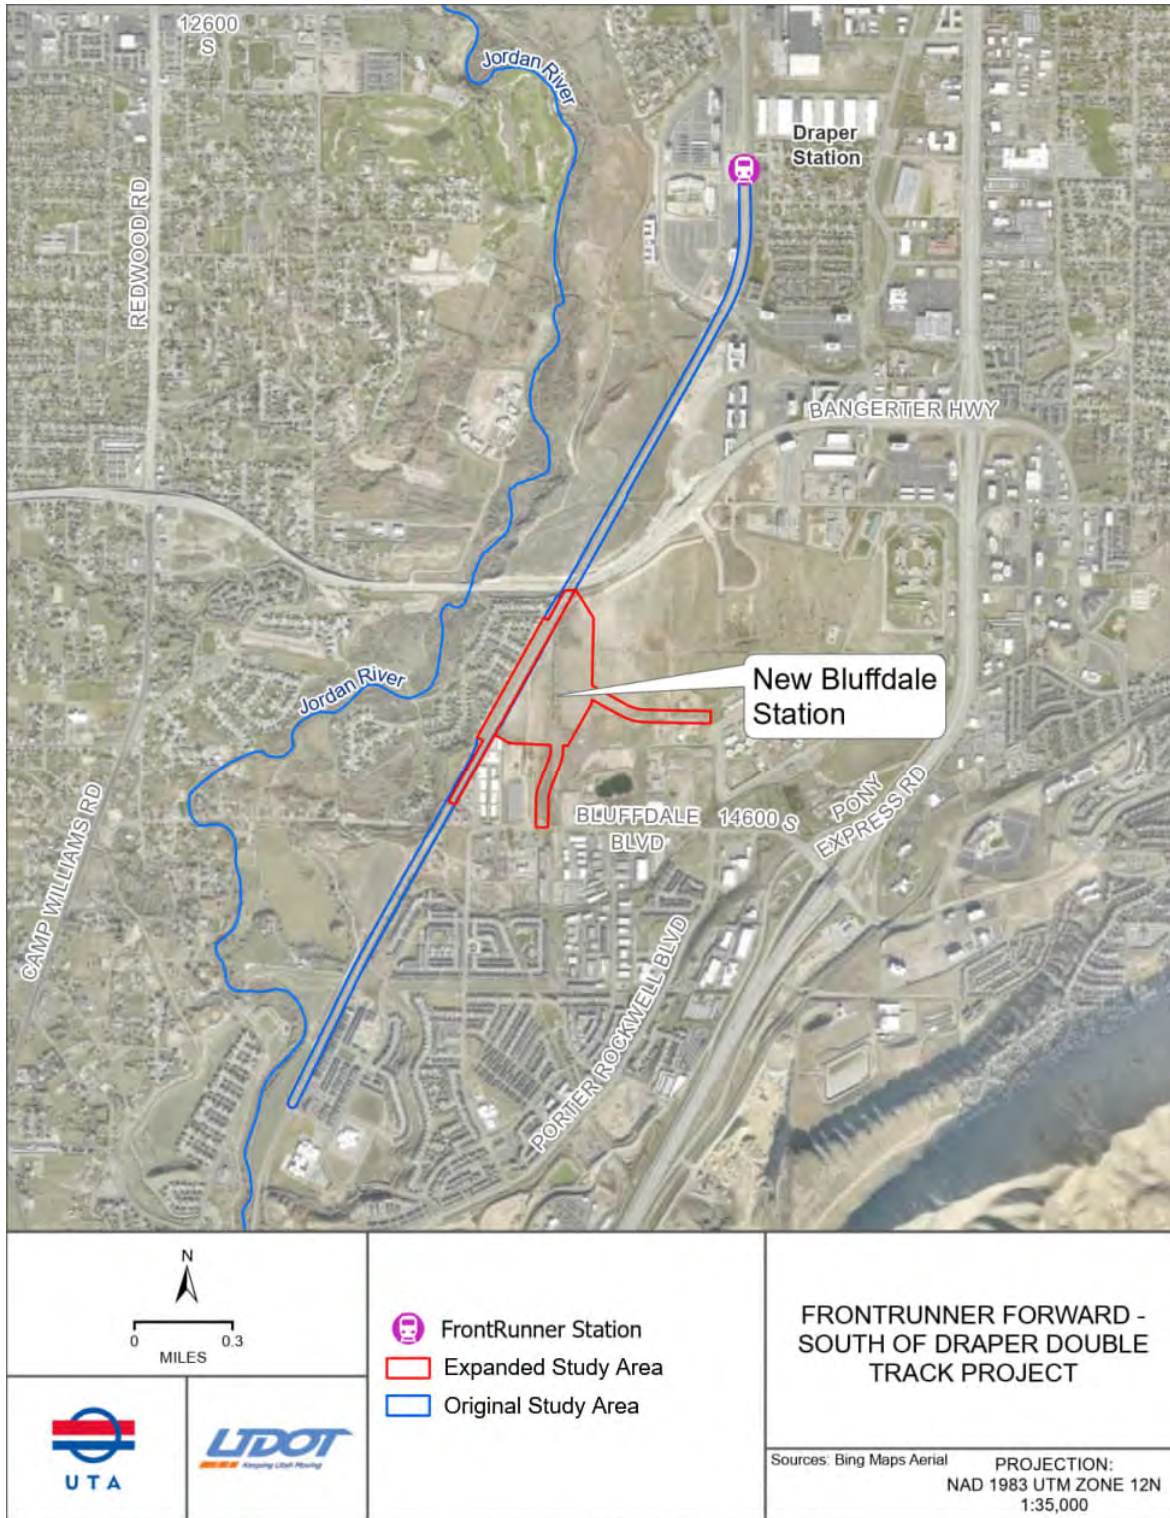 12600
S
Jordan River
Draper
Station
REDWOOD RD
BANGERTER HWY
Jordan River
New Bluffdale
Station
CAMP WILLIAMS RD
BLUFFDALE
BLVD
14600 S
PONY
EXPRESS RD
PORTER ROCKWELL BLVD
N
0 0.3
MILES
FrontRunner Station
Expanded Study Area
Original Study Area
FRONTRUNNER FORWARD -
SOUTH OF DRAPER DOUBLE
TRACK PROJECT
UTA
UDOT
Keeping Utah Moving
Sources: Bing Maps Aerial
PROJECTION:
NAD 1983 UTM ZONE 12N
1:35,000